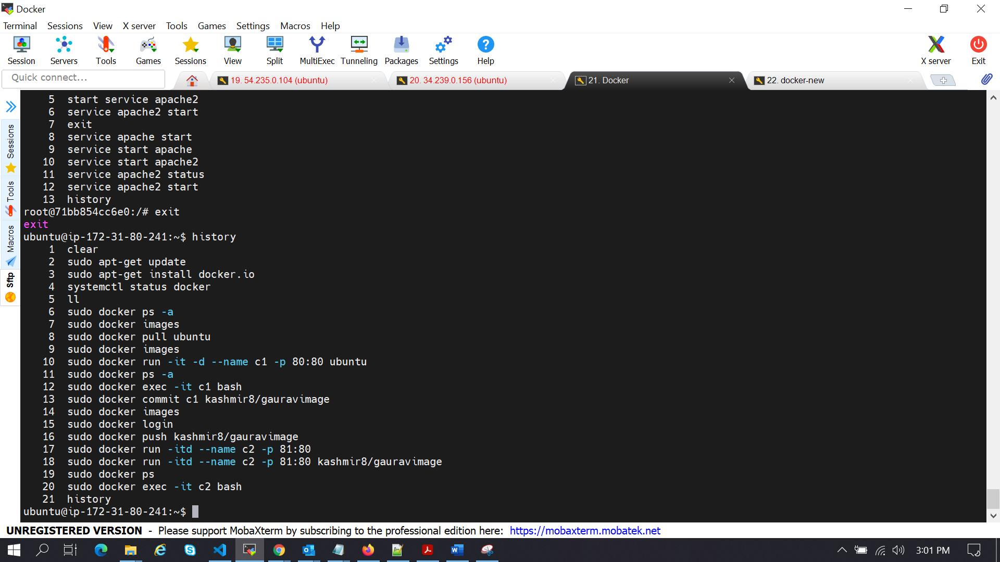 Docker
Terminal Sessions View X server Tools Games Settings Macros Help
Session Servers Tools Games Sessions View Split MultiExec Tunneling Packages Settings Help X server Exit
Quick connect...
19. 54.235.0.104 (ubuntu) 20. 34.239.0.156 (ubuntu) 21. Docker 22. docker-new
Sessions
Tools
Macros
Sftp
5 start service apache2
6 service apache2 start
7 exit
8 service apache start
9 service start apache
10 service start apache2
11 service apache2 status
12 service apache2 start
13 history
root@71bb854cc6e0:/# exit
exit
ubuntu@ip-172-31-80-241:~$ history
1 clear
2 sudo apt-get update
3 sudo apt-get install docker.io
4 systemctl status docker
5 ll
6 sudo docker ps -a
7 sudo docker images
8 sudo docker pull ubuntu
9 sudo docker images
10 sudo docker run -it -d --name c1 -p 80:80 ubuntu
11 sudo docker ps -a
12 sudo docker exec -it c1 bash
13 sudo docker commit c1 kashmir8/gauravimage
14 sudo docker images
15 sudo docker login
16 sudo docker push kashmir8/gauravimage
17 sudo docker run -itd --name c2 -p 81:80
18 sudo docker run -itd --name c2 -p 81:80 kashmir8/gauravimage
19 sudo docker ps
20 sudo docker exec -it c2 bash
21 history
ubuntu@ip-172-31-80-241:~$
UNREGISTERED VERSION - Please support MobaXterm by subscribing to the professional edition here: https://mobaxterm.mobatek.net
3:01 PM